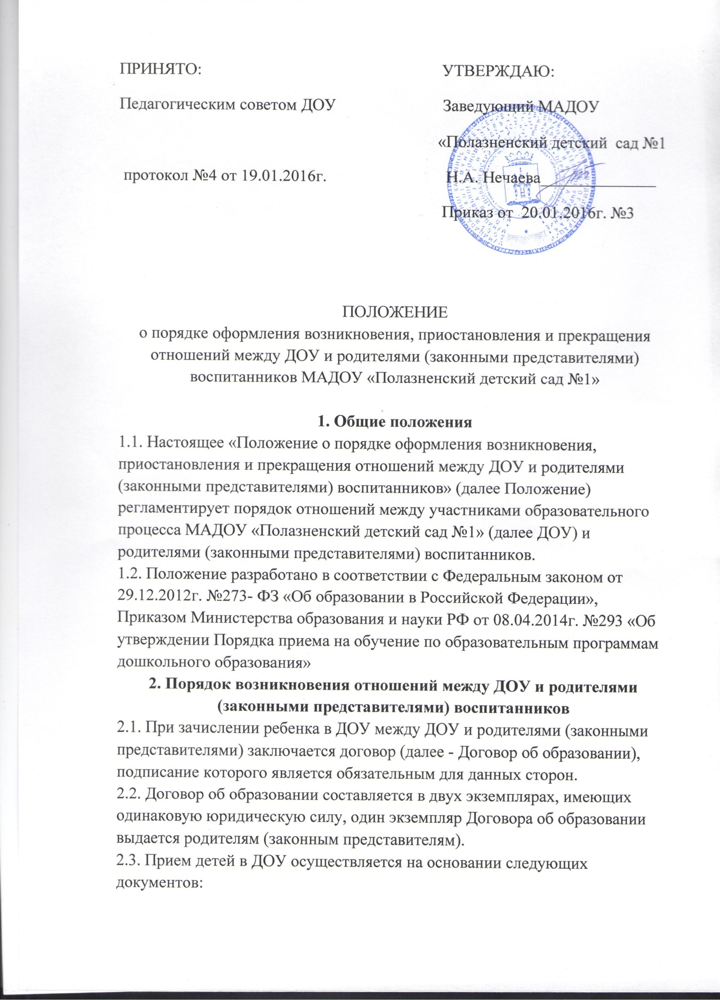 ПРИНЯТО:
УТВЕРЖДАЮ:
Педагогическим советом ДОУ
Заведующий МАДОУ
«Полазненский детский сад №1
протокол №4 от 19.01.2016г.
Н.А. Нечаева______________
Приказ от 20.01.2016г. №3
ПОЛОЖЕНИЕ
о порядке оформления возникновения, приостановления и прекращения
отношений между ДОУ и родителями (законными представителями)
воспитанников МАДОУ «Полазненский детский сад №1»
1. Общие положения
1.1. Настоящее «Положение о порядке оформления возникновения,
приостановления и прекращения отношений между ДОУ и родителями
(законными представителями) воспитанников» (далее Положение)
регламентирует порядок отношений между участниками образовательного
процесса МАДОУ «Полазненский детский сад №1» (далее ДОУ) и
родителями (законными представителями) воспитанников.
1.2. Положение разработано в соответствии с Федеральным законом от
29.12.2012г. №273- ФЗ «Об образовании в Российской Федерации»,
Приказом Министерства образования и науки РФ от 08.04.2014г. №293 «Об
утверждении Порядка приема на обучение по образовательным программам
дошкольного образования»
2. Порядок возникновения отношений между ДОУ и родителями
(законными представителями) воспитанников
2.1. При зачислении ребенка в ДОУ между ДОУ и родителями (законными
представителями) заключается договор (далее - Договор об образовании),
подписание которого является обязательным для данных сторон.
2.2. Договор об образовании составляется в двух экземплярах, имеющих
одинаковую юридическую силу, один экземпляр Договора об образовании
выдается родителям (законным представителям).
2.3. Прием детей в ДОУ осуществляется на основании следующих
документов: